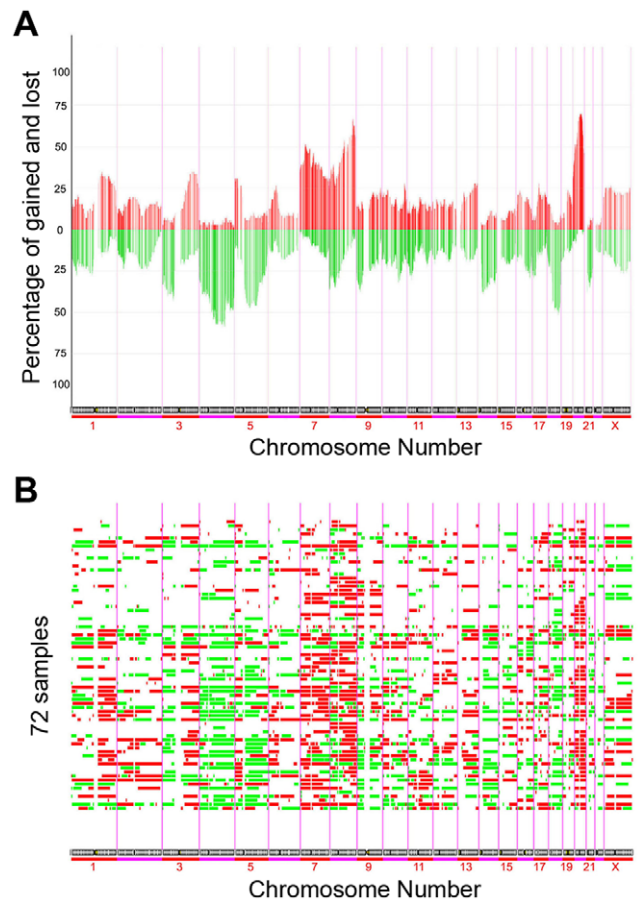 A
Percentage of gained and lost
100
75
50
25
0
25
50
75
100
1 3 5 7 9 11 13 15 17 19 21 X
Chromosome Number
B
72 samples
1 3 5 7 9 11 13 15 17 19 21 X
Chromosome Number